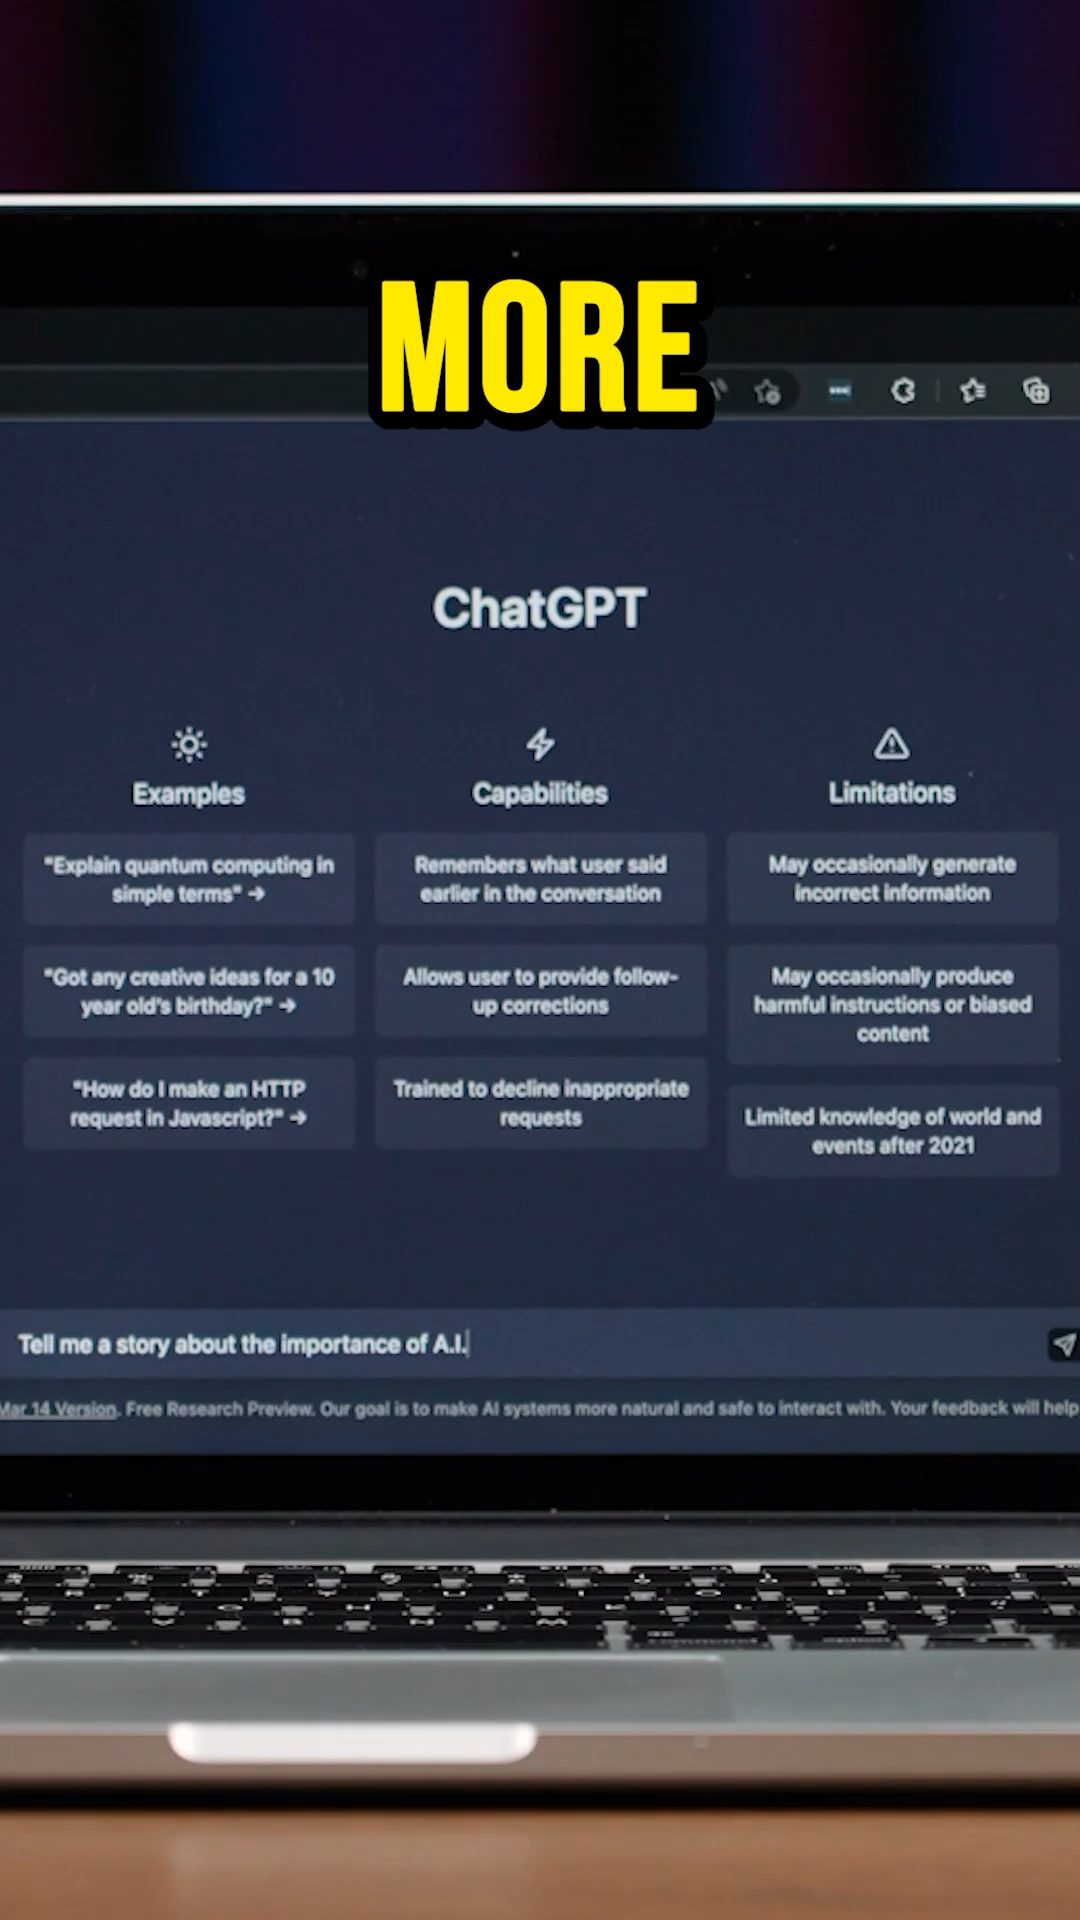 MORE
ChatGPT
Examples
Capabilities
Limitations
"Explain quantum computing in
simple terms" →
"Got any creative ideas for a 10
year old's birthday?" →
"How do I make an HTTP
request in Javascript?" →
Remembers what user said
earlier in the conversation
Allows user to provide follow-
up corrections
Trained to decline inappropriate
requests
May occasionally generate
incorrect information
May occasionally produce
harmful instructions or biased
content
Limited knowledge of world and
events after 2021
Tell me a story about the importance of A.I.
Mar 14 Version. Free Research Preview. Our goal is to make AI systems more natural and safe to interact with. Your feedback will help